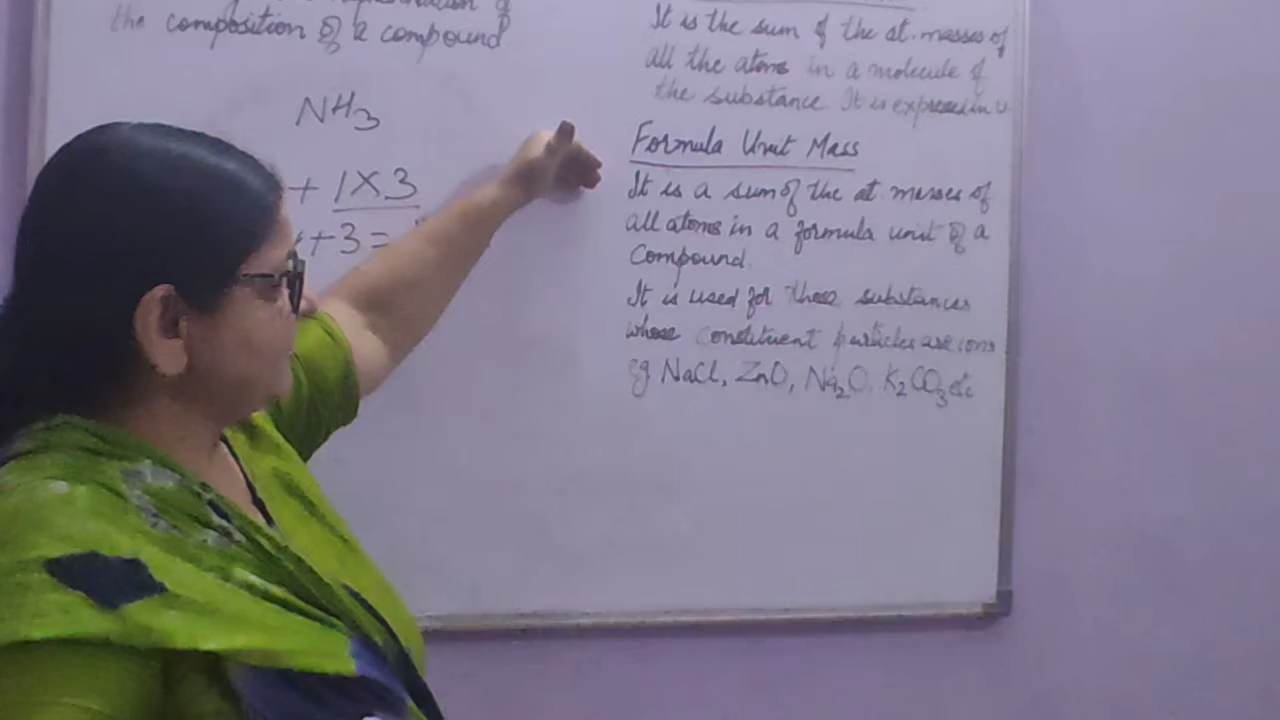 the composition of a compound
NH3
+ 1×3
+3=
It is the sum of the at. masses of
all the atoms in a molecule of
the substance. It is express in u
Formula Unit Mass
It is a sum of the at. masses of
all atoms in a formula unit of a
Compound.
It is used for those substances
whose constituent particles are ions
eg NaCl, ZnO, Na2O, K2CO3 etc